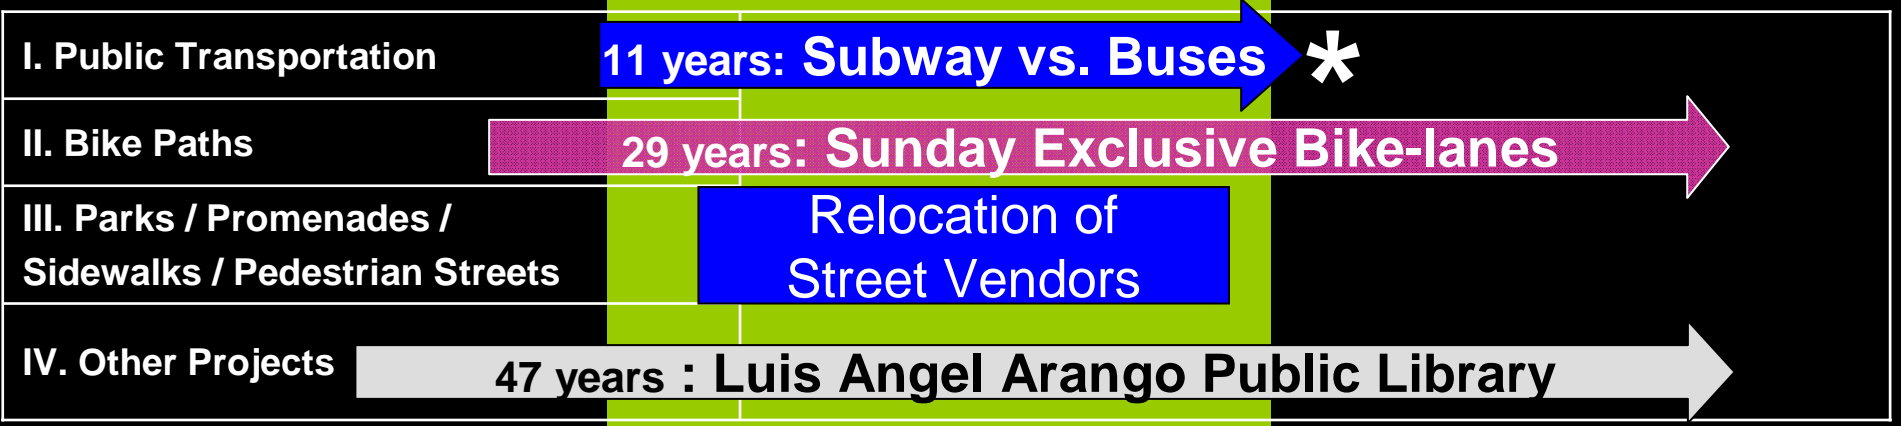 I. Public Transportation
11 years: Subway vs. Buses *
II. Bike Paths
29 years: Sunday Exclusive Bike-lanes
III. Parks / Promenades /
Sidewalks / Pedestrian Streets
Relocation of
Street Vendors
IV. Other Projects
47 years : Luis Angel Arango Public Library